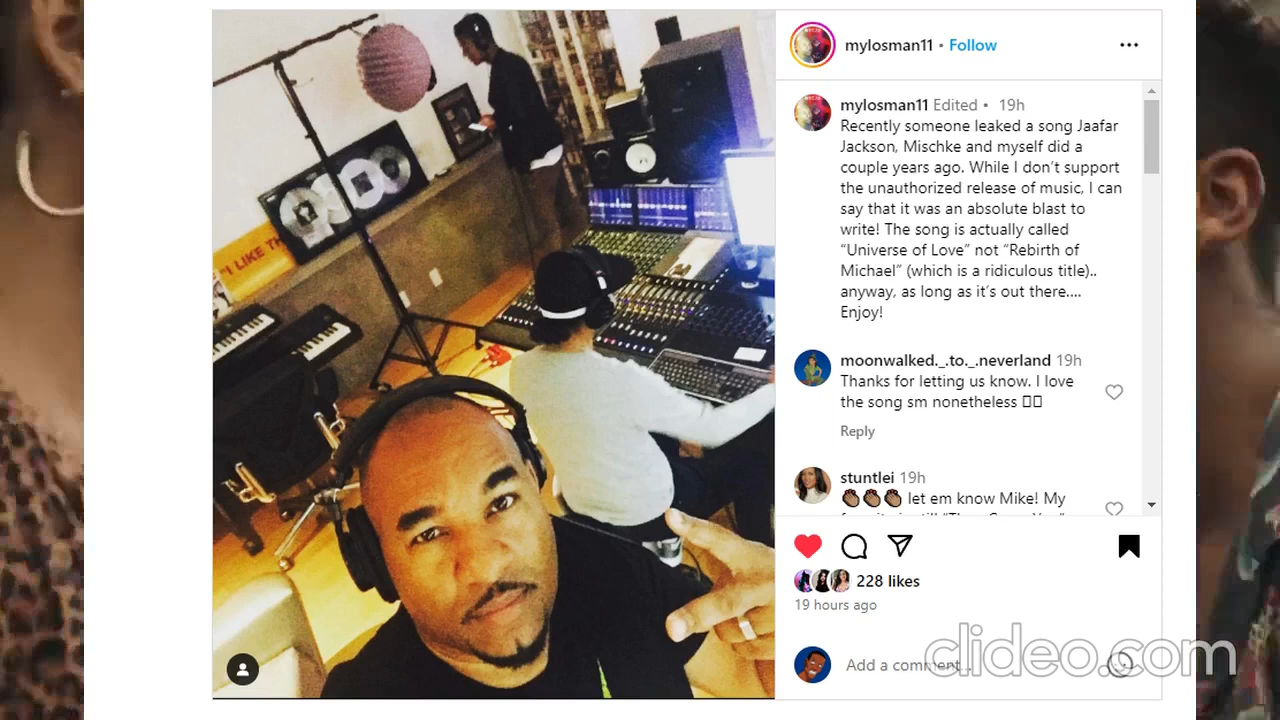 "I LIKE TH
mylosman11 • Follow
mylosman11 Edited • 19h
Recently someone leaked a song Jaafar
Jackson, Mischke and myself did a
couple years ago. While I don't support
the unauthorized release of music, I can
say that it was an absolute blast to
write! The song is actually called
“Universe of Love” not “Rebirth of
Michael” (which is a ridiculous title)..
anyway, as long as it's out there....
Enjoy!
moonwalked._.to._.neverland 19h
Thanks for letting us know. I love
the song sm nonetheless
Reply
stuntlei 19h
let em know Mike! My
228 likes
19 hours ago
Add a comment...
clideo.com